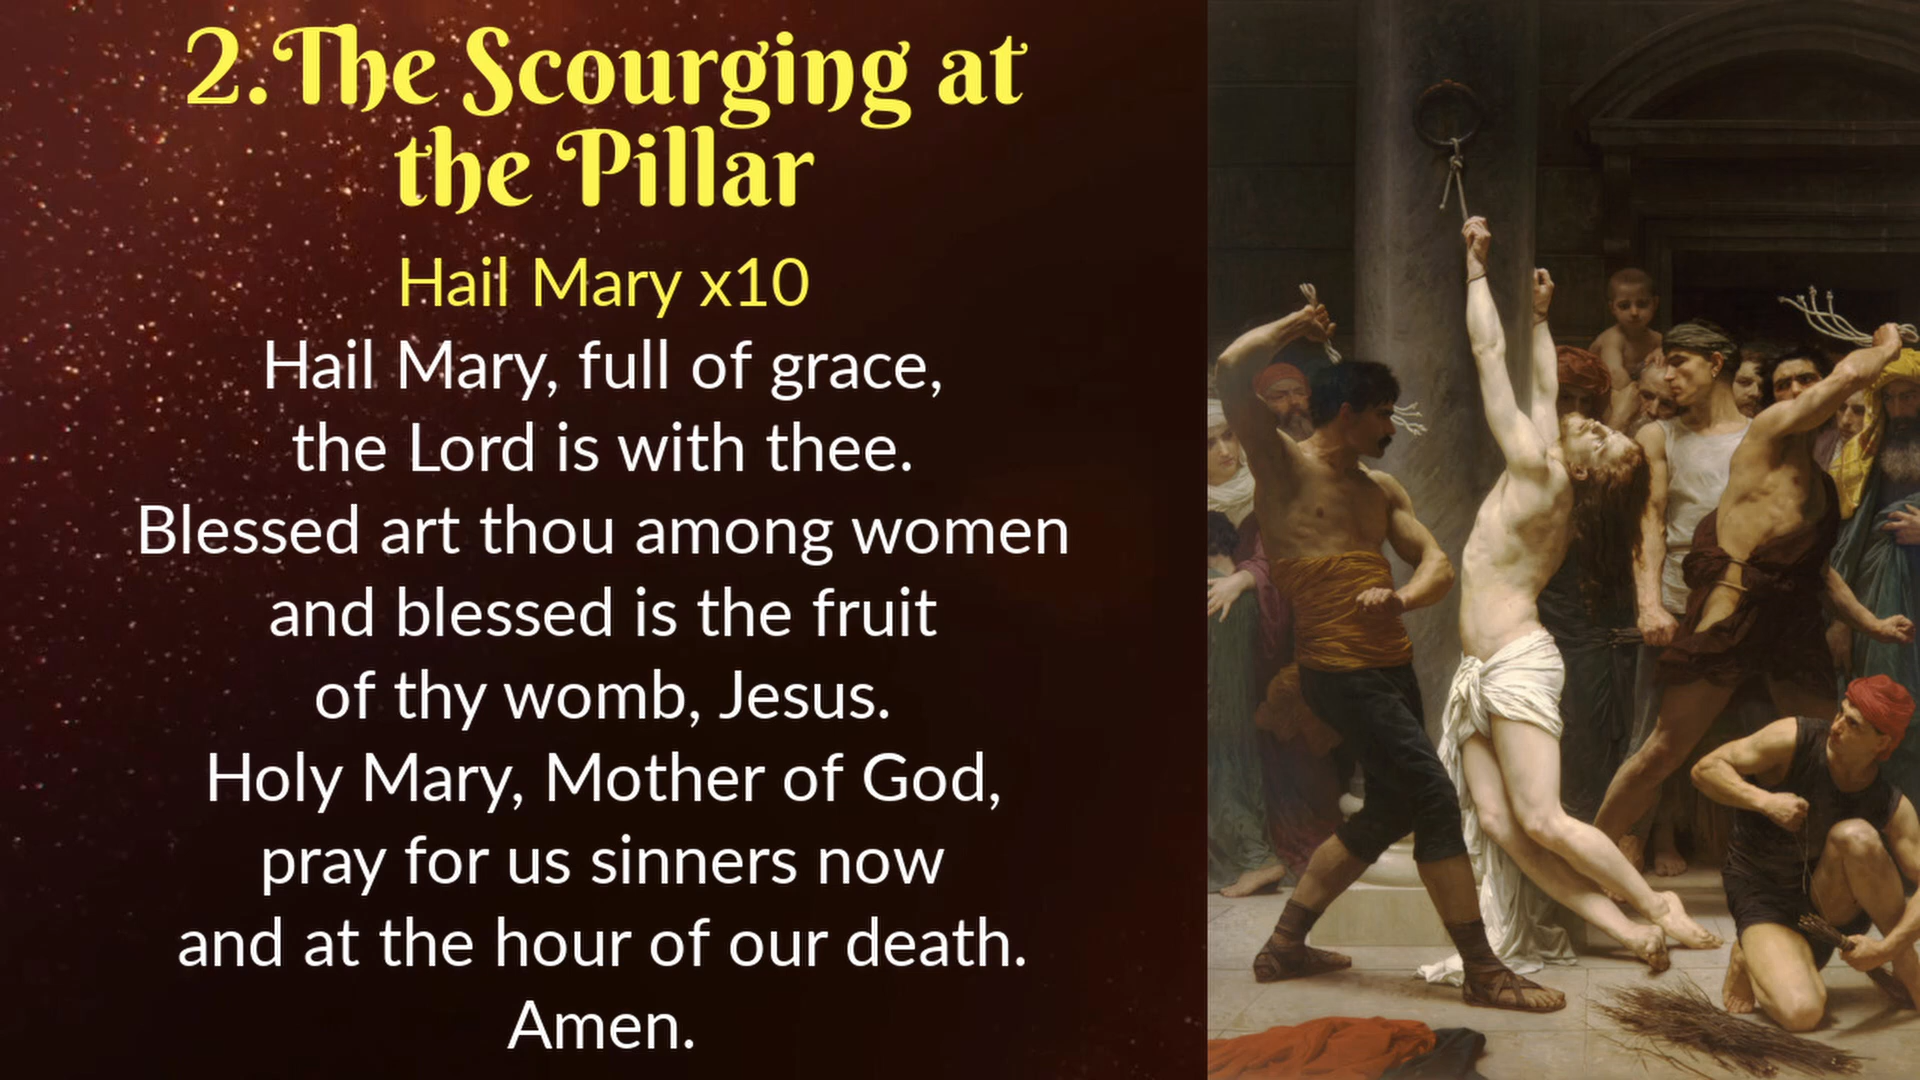 2.The Scourging at
the Pillar
Hail Mary x10
Hail Mary, full of grace,
the Lord is with thee.
Blessed art thou among women
and blessed is the fruit
of thy womb, Jesus.
Holy Mary, Mother of God,
pray for us sinners now
and at the hour of our death.
Amen.